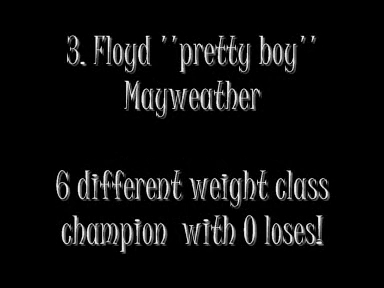 3. Floyd ''pretty boy''
Mayweather
6 different weight class
champion with 0 loses!